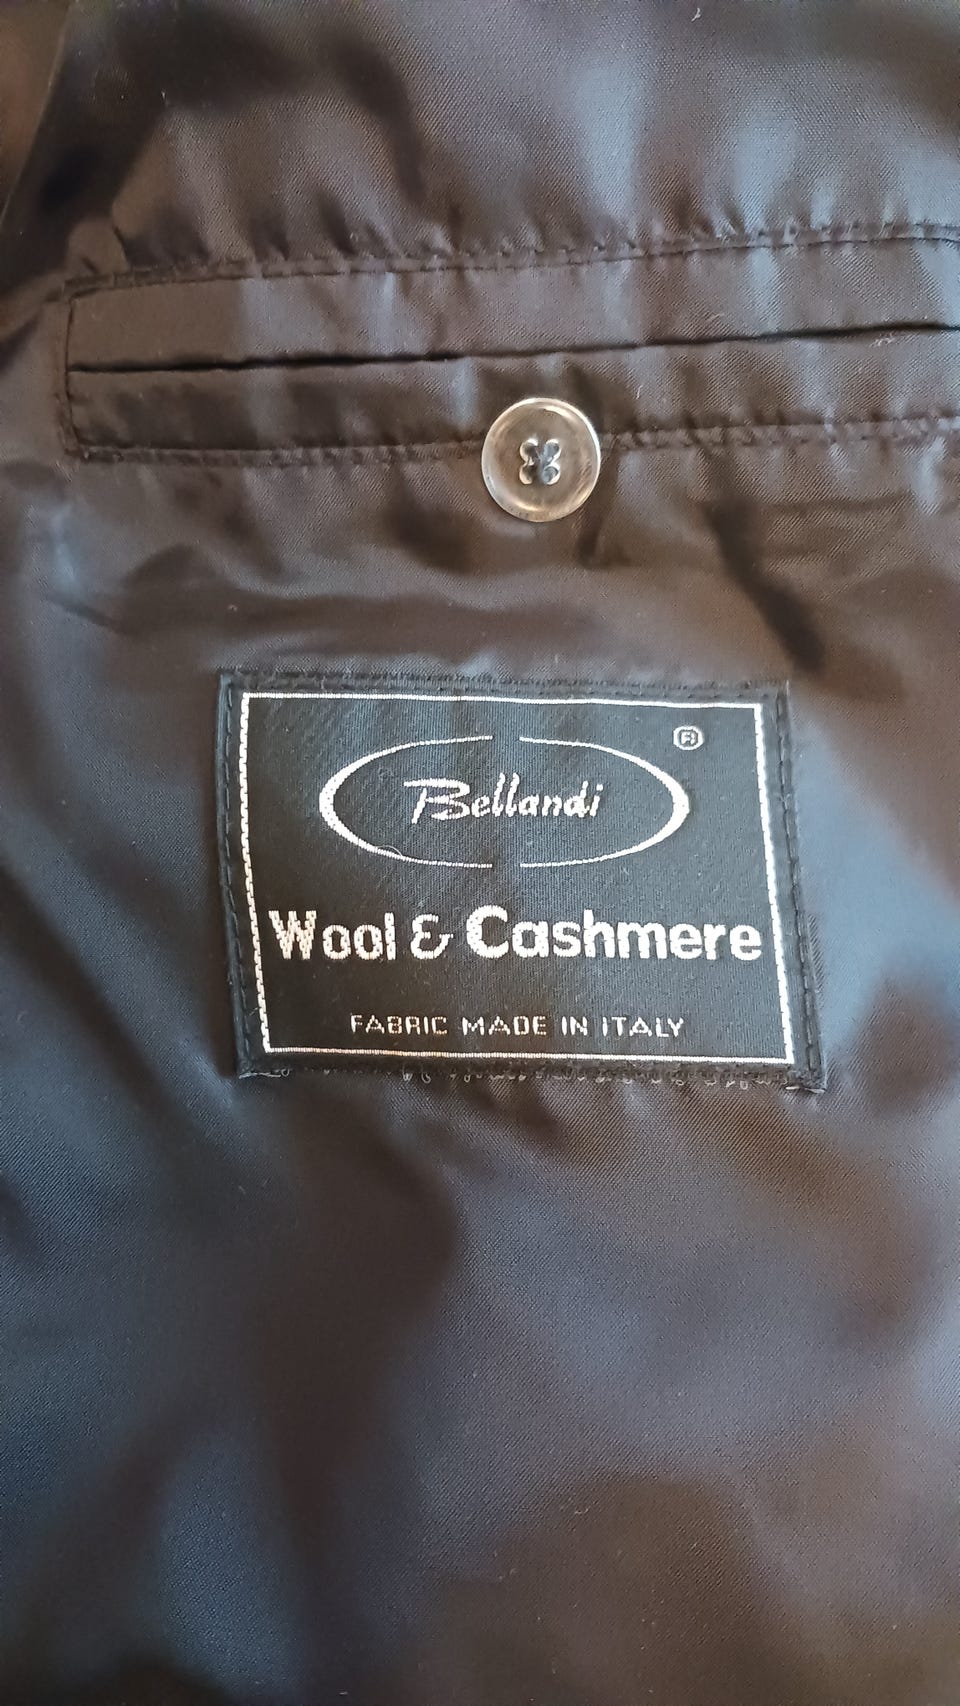 ®
Bellandi
Wool & Cashmere
FABRIC MADE IN ITALY